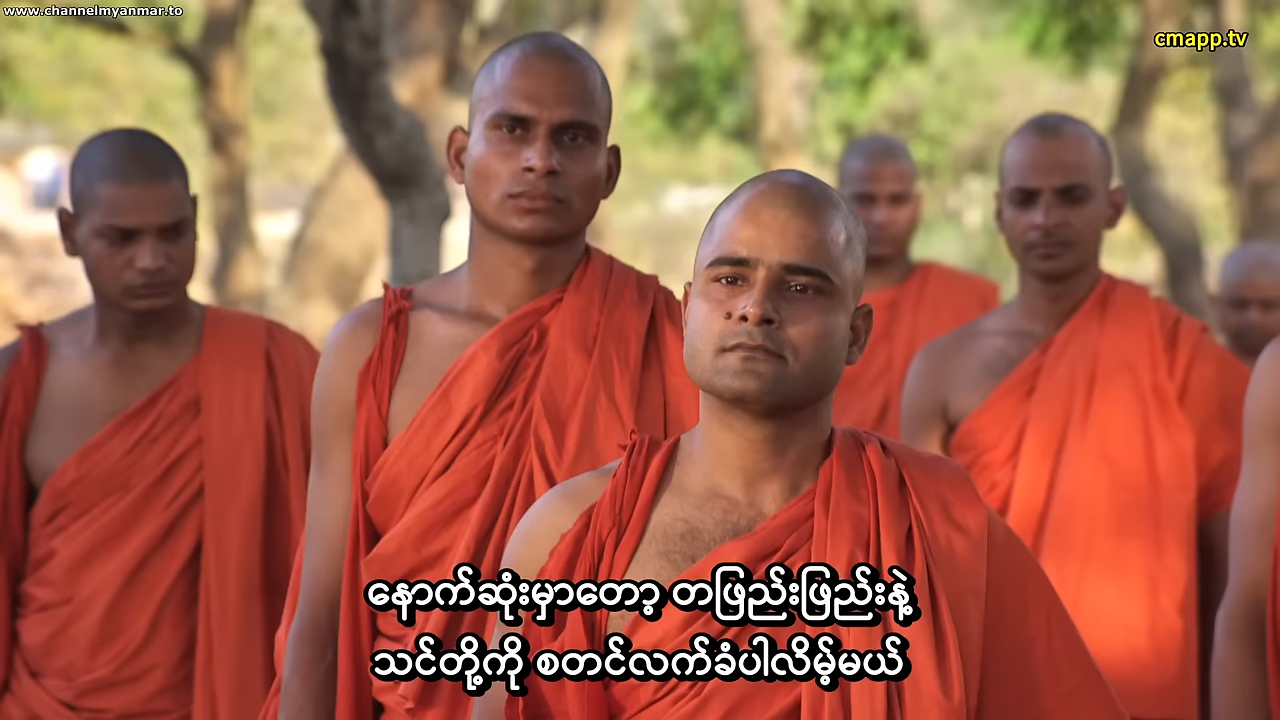 www.channelmyanmar.to
cmapp.tv
နောက်ဆုံးမှာတော့ တဖြည်းဖြည်းနဲ့
သင်တို့ကို စတင်လက်ခံပါလိမ့်မယ်